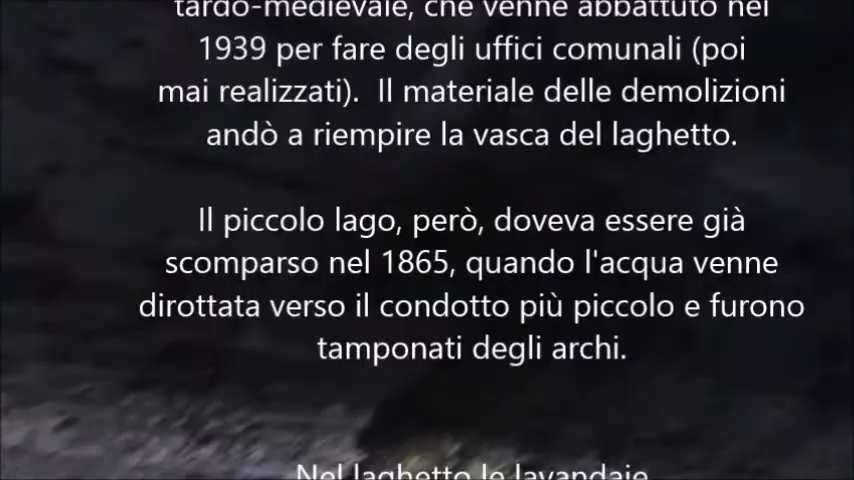 tardo-medievale, che venne abbattuto nel
1939 per fare degli uffici comunali (poi
mai realizzati).  Il materiale delle demolizioni
andò a riempire la vasca del laghetto.
Il piccolo lago, però, doveva essere già
scomparso nel 1865, quando l'acqua venne
dirottata verso il condotto più piccolo e furono
tamponati degli archi.
Nel laghetto le lavandaie